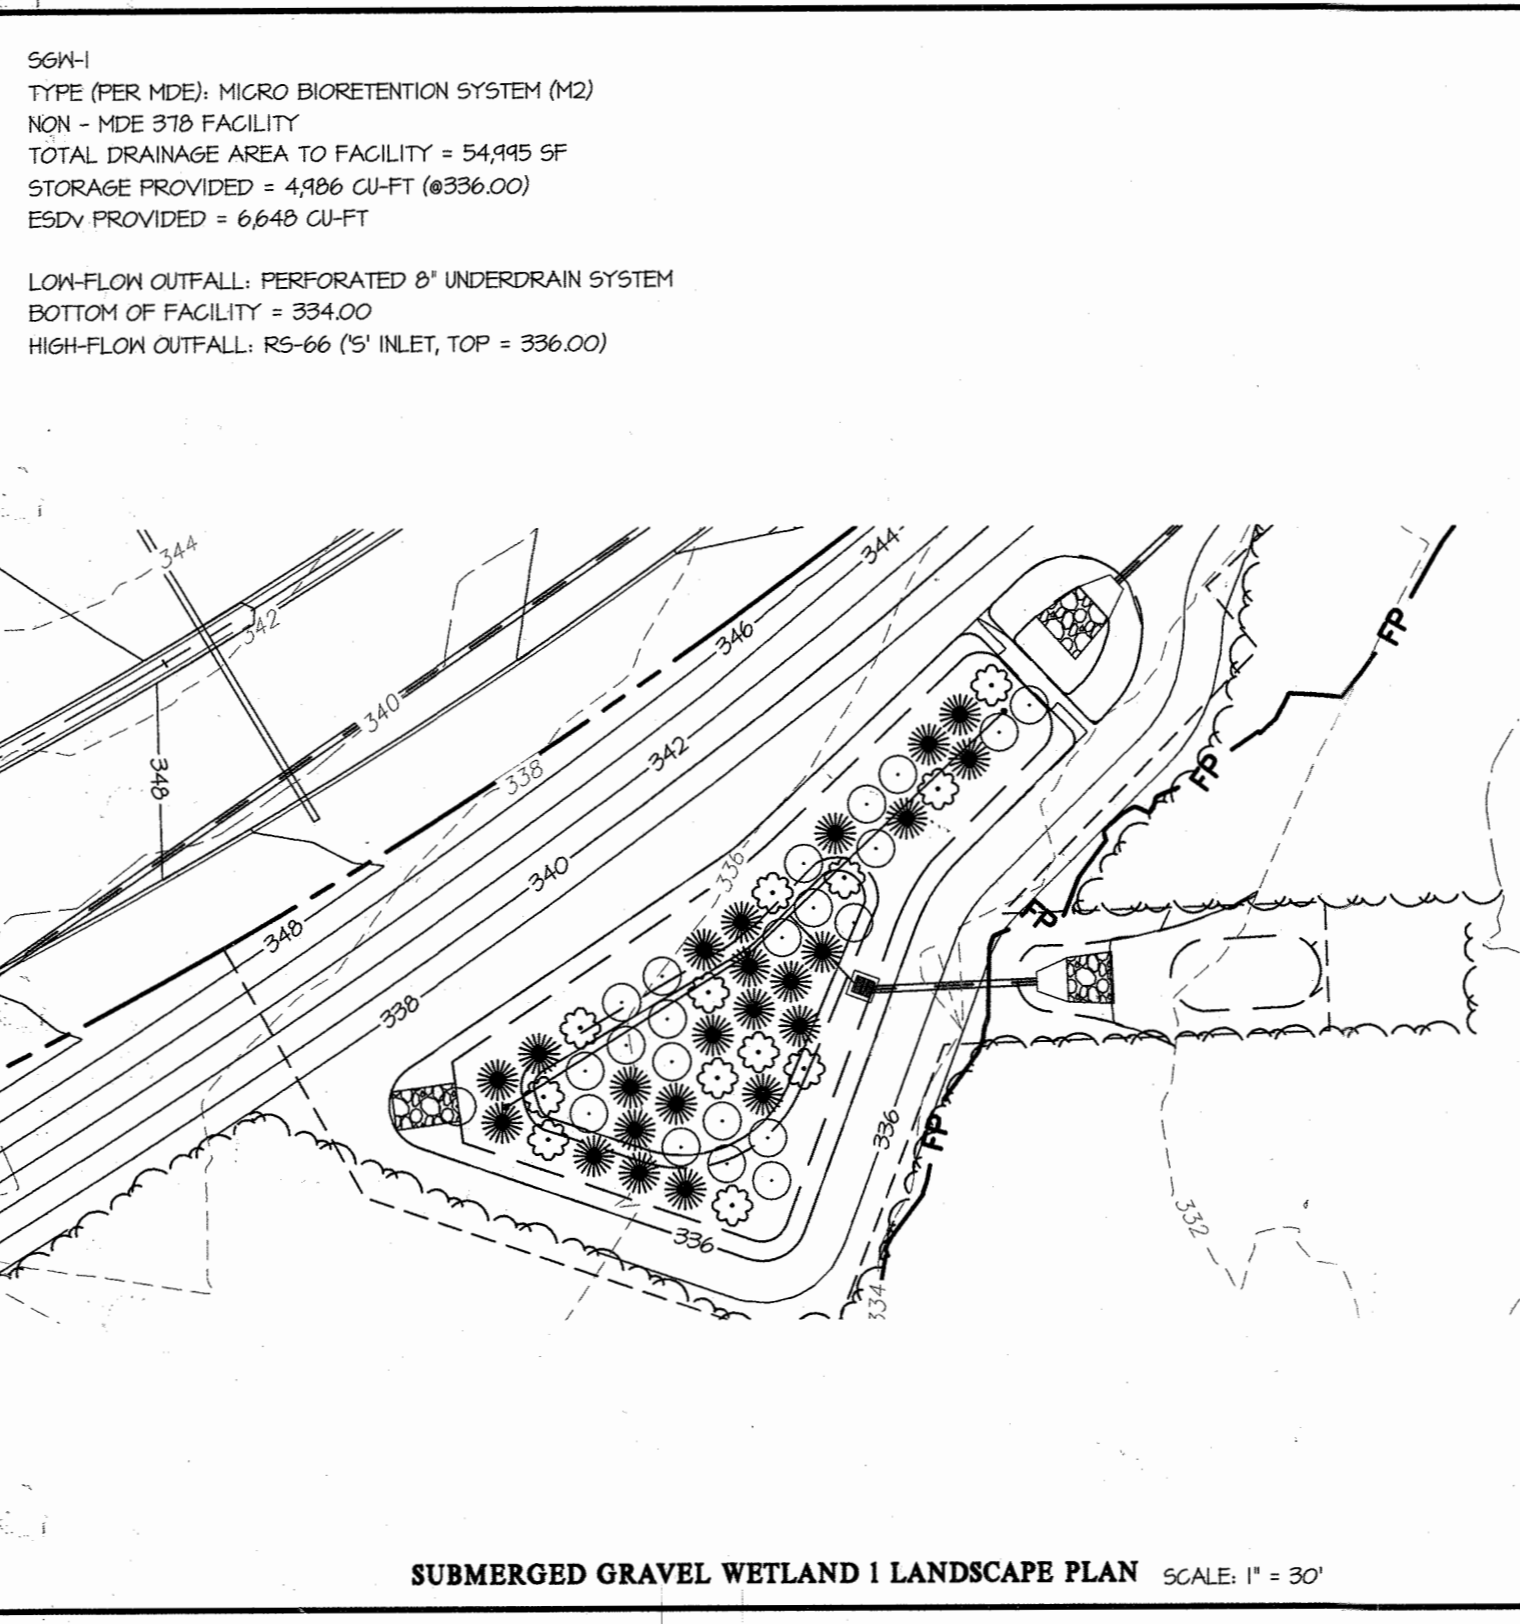 SGW-1
TYPE (PER MDE): MICRO BIORETENTION SYSTEM (M2)
NON - MDE 378 FACILITY
TOTAL DRAINAGE AREA TO FACILITY = 54,995 SF
STORAGE PROVIDED = 4,986 CU-FT (@336.00)
ESDv PROVIDED = 6,648 CU-FT
LOW-FLOW OUTFALL: PERFORATED 8" UNDERDRAIN SYSTEM
BOTTOM OF FACILITY = 334.00
HIGH-FLOW OUTFALL: RS-66 ('S' INLET, TOP = 336.00)
344
344
342
346
FP
340
342
348
338
FP
336
340
FP
348
338
336
FP
332
336
334
SUBMERGED GRAVEL WETLAND 1 LANDSCAPE PLAN SCALE: 1" = 30'